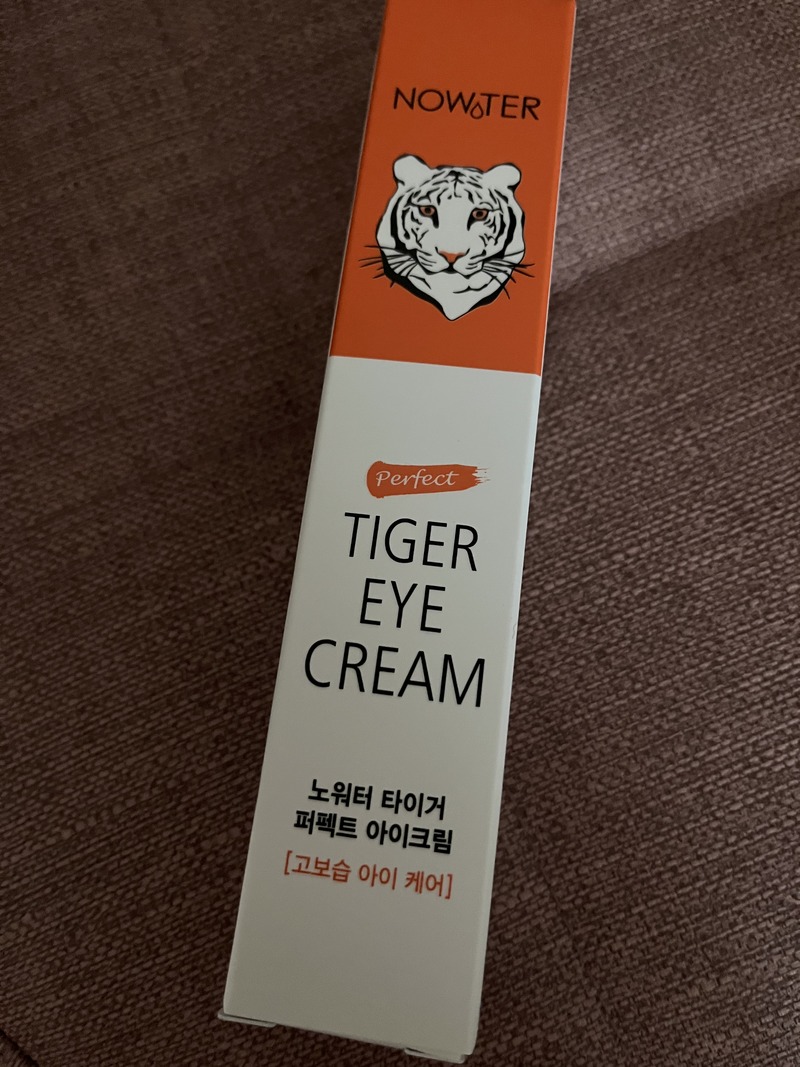 NOWTER
Perfect
TIGER
EYE
CREAM
노워터 타이거
퍼펙트 아이크림
[고보습 아이 케어]